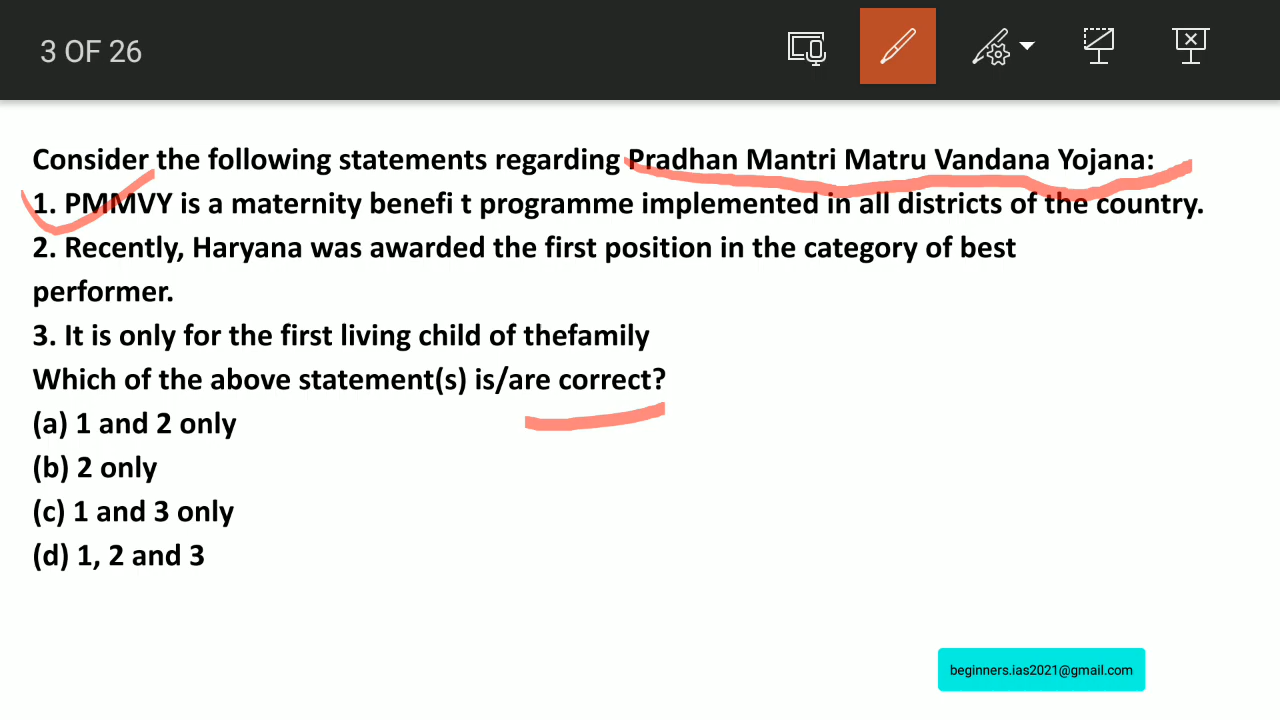 3 OF 26
Consider the following statements regarding Pradhan Mantri Matru Vandana Yojana:
1. PMMVY is a maternity benefi t programme implemented in all districts of the country.
2. Recently, Haryana was awarded the first position in the category of best
performer.
3. It is only for the first living child of thefamily
Which of the above statement(s) is/are correct?
(a) 1 and 2 only
(b) 2 only
(c) 1 and 3 only
(d) 1, 2 and 3
beginners.ias2021@gmail.com